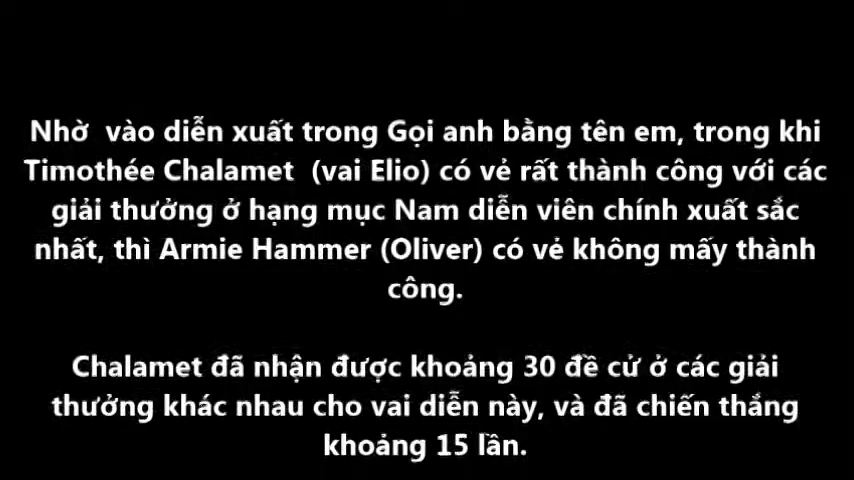 Nhờ vào diễn xuất trong Gọi anh bằng tên em, trong khi
Timothée Chalamet (vai Elio) có vẻ rất thành công với các
giải thưởng ở hạng mục Nam diễn viên chính xuất sắc
nhất, thì Armie Hammer (Oliver) có vẻ không mấy thành
công.
Chalamet đã nhận được khoảng 30 đề cử ở các giải
thưởng khác nhau cho vai diễn này, và đã chiến thắng
khoảng 15 lần.